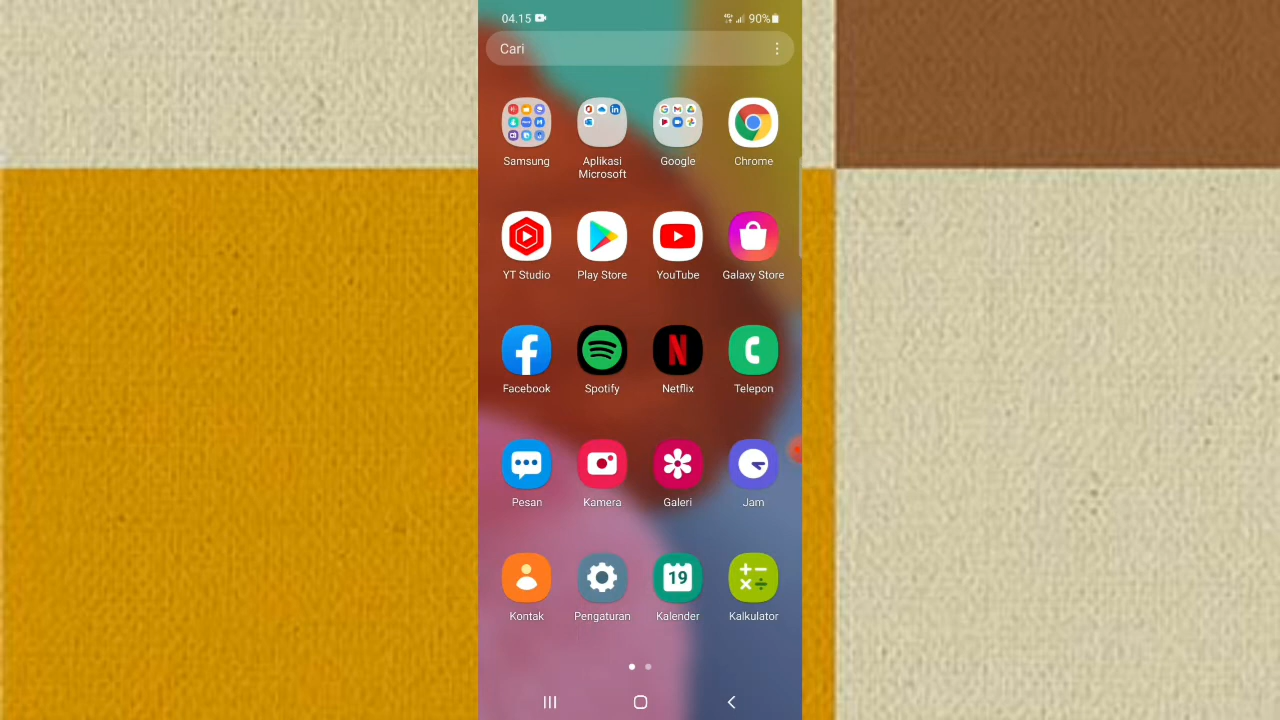 04.15
90%
Cari
Samsung
Aplikasi
Microsoft
Google
Chrome
YT Studio
Play Store
YouTube
Galaxy Store
Facebook
Spotify
Netflix
Telepon
Pesan
Kamera
Galeri
Jam
19
Kontak
Pengaturan
Kalender
Kalkulator